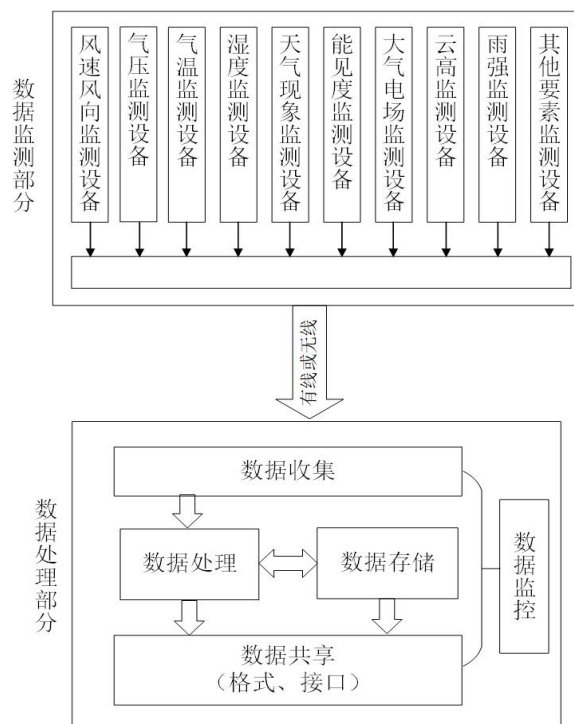 数据监测部分
风速风向监测设备
气压监测设备
气温监测设备
湿度监测设备
天气现象监测设备
能见度监测设备
大气电场监测设备
云高监测设备
雨强监测设备
其他要素监测设备
有线或无线
数据处理部分
数据收集
数据处理
数据存储
数据监控
数据共享
（格式、接口）